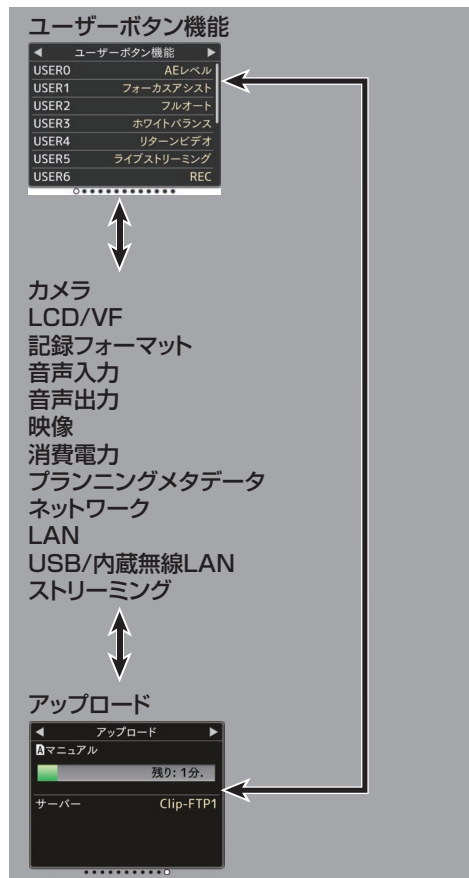 ユーザーボタン機能
ユーザーボタン機能
USER0 AEレベル
USER1 フォーカスアシスト
USER2 フルオート
USER3 ホワイトバランス
USER4 リターンビデオ
USER5 ライブストリーミング
USER6 REC
カメラ
LCD/VF
記録フォーマット
音声入力
音声出力
映像
消費電力
プランニングメタデータ
ネットワーク
LAN
USB/内蔵無線LAN
ストリーミング
アップロード
アップロード
Aマニュアル
残り: 1分.
サーバー Clip-FTP1